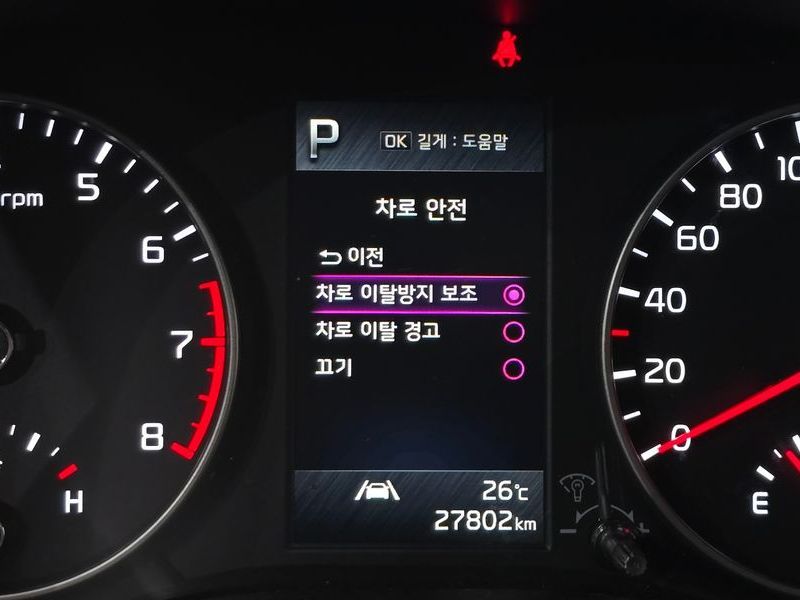 P
OK 길게 : 도움말
차로 안전
이전
차로 이탈방지 보조
차로 이탈 경고
끄기
26℃
27802km
rpm
5
6
7
8
H
10
80
60
40
20
0
E